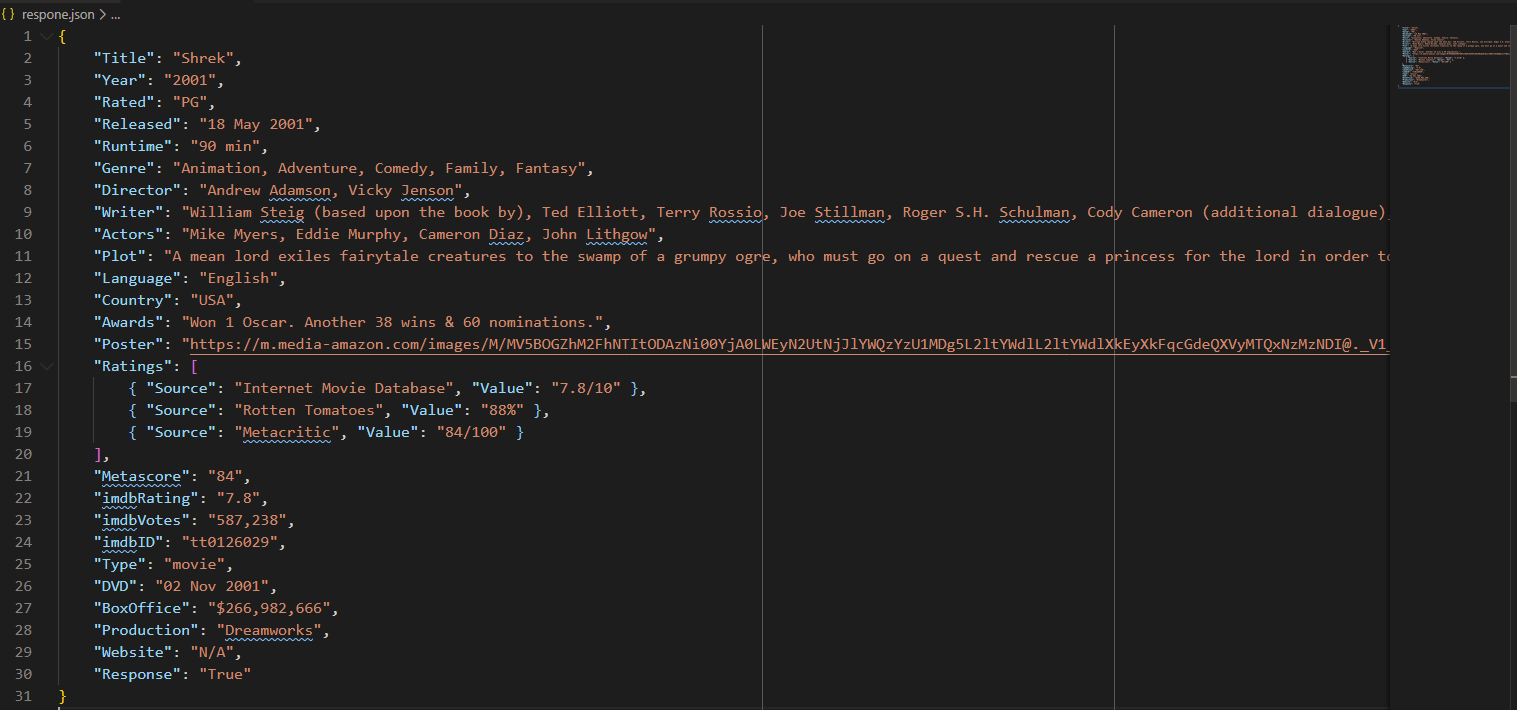 {} respone.json > ...
1 {
2 "Title": "Shrek",
3 "Year": "2001",
4 "Rated": "PG",
5 "Released": "18 May 2001",
6 "Runtime": "90 min",
7 "Genre": "Animation, Adventure, Comedy, Family, Fantasy",
8 "Director": "Andrew Adamson, Vicky Jenson",
9 "Writer": "William Steig (based upon the book by), Ted Elliott, Terry Rossio, Joe Stillman, Roger S.H. Schulman, Cody Cameron (additional dialogue),
10 "Actors": "Mike Myers, Eddie Murphy, Cameron Diaz, John Lithgow",
11 "Plot": "A mean lord exiles fairytale creatures to the swamp of a grumpy ogre, who must go on a quest and rescue a princess for the lord in order to
12 "Language": "English",
13 "Country": "USA",
14 "Awards": "Won 1 Oscar. Another 38 wins & 60 nominations.",
15 "Poster": "https://m.media-amazon.com/images/M/MV5BOGZhM2FhNTItODAzNi00YjA0LWEyN2UtNjJlYWQzYzU1MDg5L2ltYWdlL2ltYWdlXkEyXkFqcGdeQXVyMTQxNzMzNDI@._V1_
16 "Ratings": [
17 { "Source": "Internet Movie Database", "Value": "7.8/10" },
18 { "Source": "Rotten Tomatoes", "Value": "88%" },
19 { "Source": "Metacritic", "Value": "84/100" }
20 ],
21 "Metascore": "84",
22 "imdbRating": "7.8",
23 "imdbVotes": "587,238",
24 "imdbID": "tt0126029",
25 "Type": "movie",
26 "DVD": "02 Nov 2001",
27 "BoxOffice": "$266,982,666",
28 "Production": "Dreamworks",
29 "Website": "N/A",
30 "Response": "True"
31 }